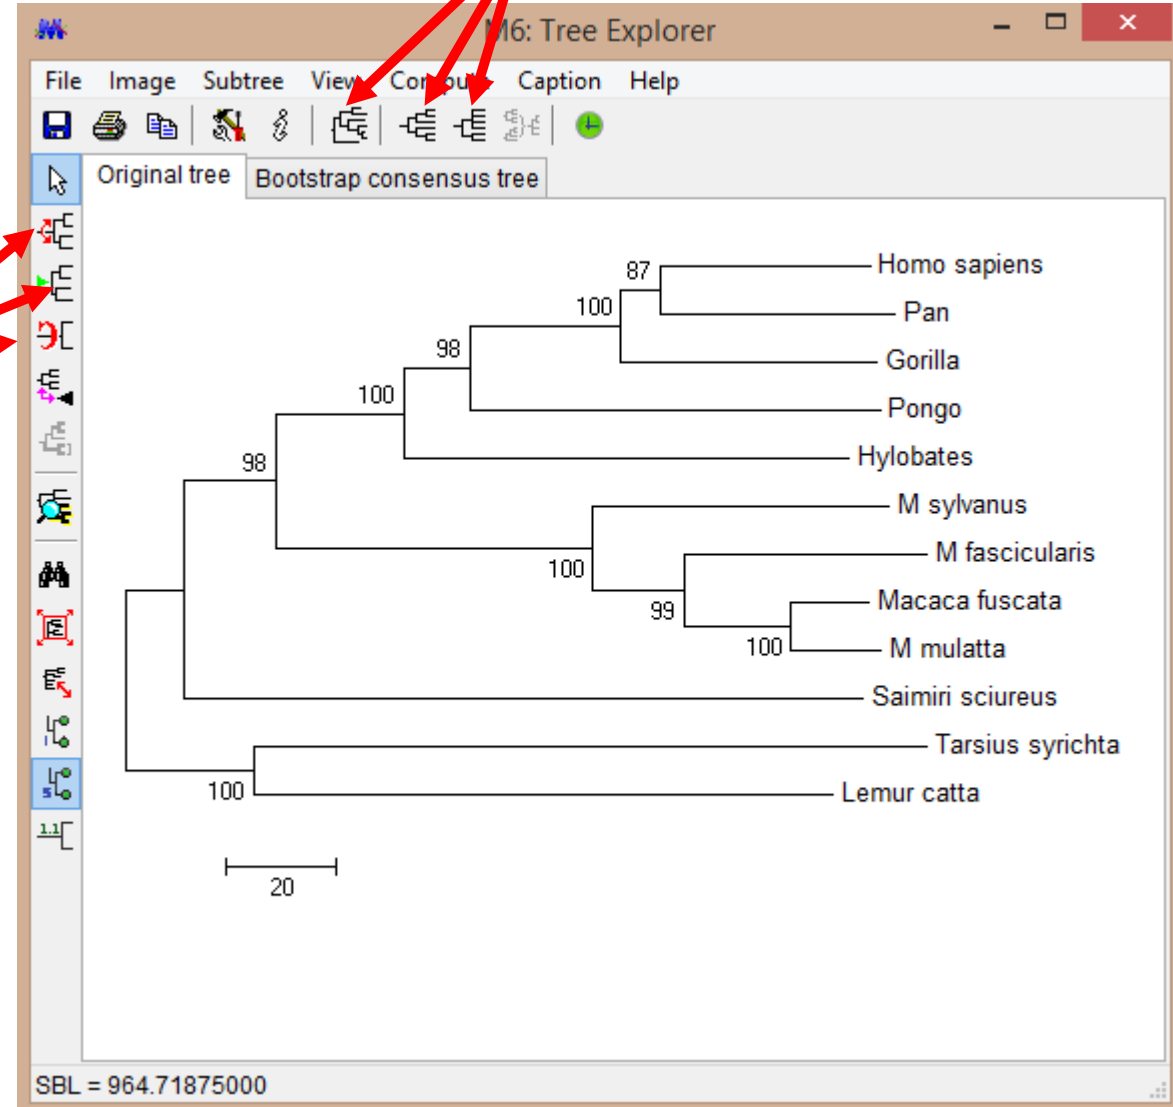 M6: Tree Explorer
File Image Subtree View Compute Caption Help
Original tree Bootstrap consensus tree
Homo sapiens
87
Pan
100
Gorilla
98
Pongo
100
Hylobates
98
M sylvanus
M fascicularis
100
Macaca fuscata
99
M mulatta
100
Saimiri sciureus
Tarsius syrichta
100
Lemur catta
20
SBL = 964.71875000